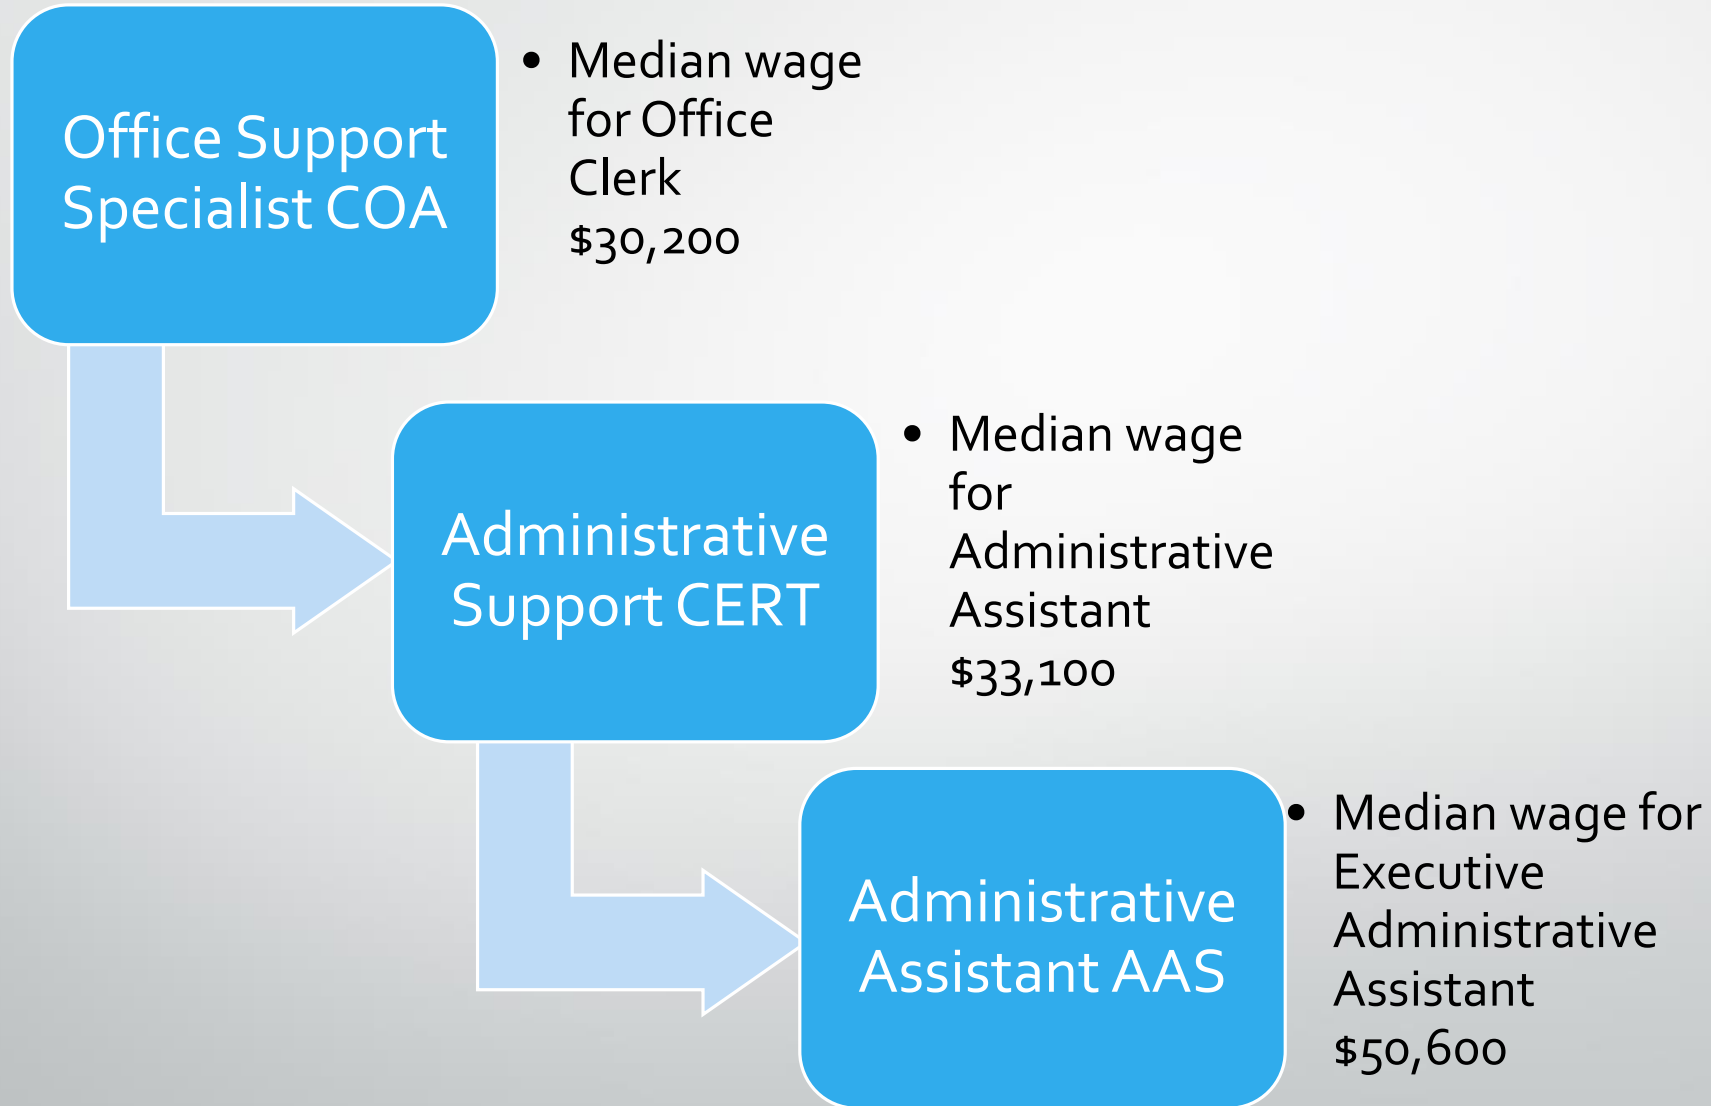 Office Support
Specialist COA
• Median wage
for Office
Clerk
$30,200
Administrative
Support CERT
• Median wage
for
Administrative
Assistant
$33,100
Administrative
Assistant AAS
• Median wage for
Executive
Administrative
Assistant
$50,600